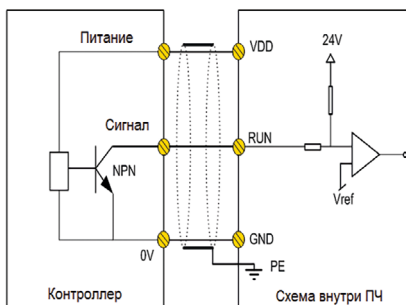 Питание
VDD
24V
Сигнал
RUN
NPN
Vref
0V
GND
PE
Контроллер
Схема внутри ПЧ